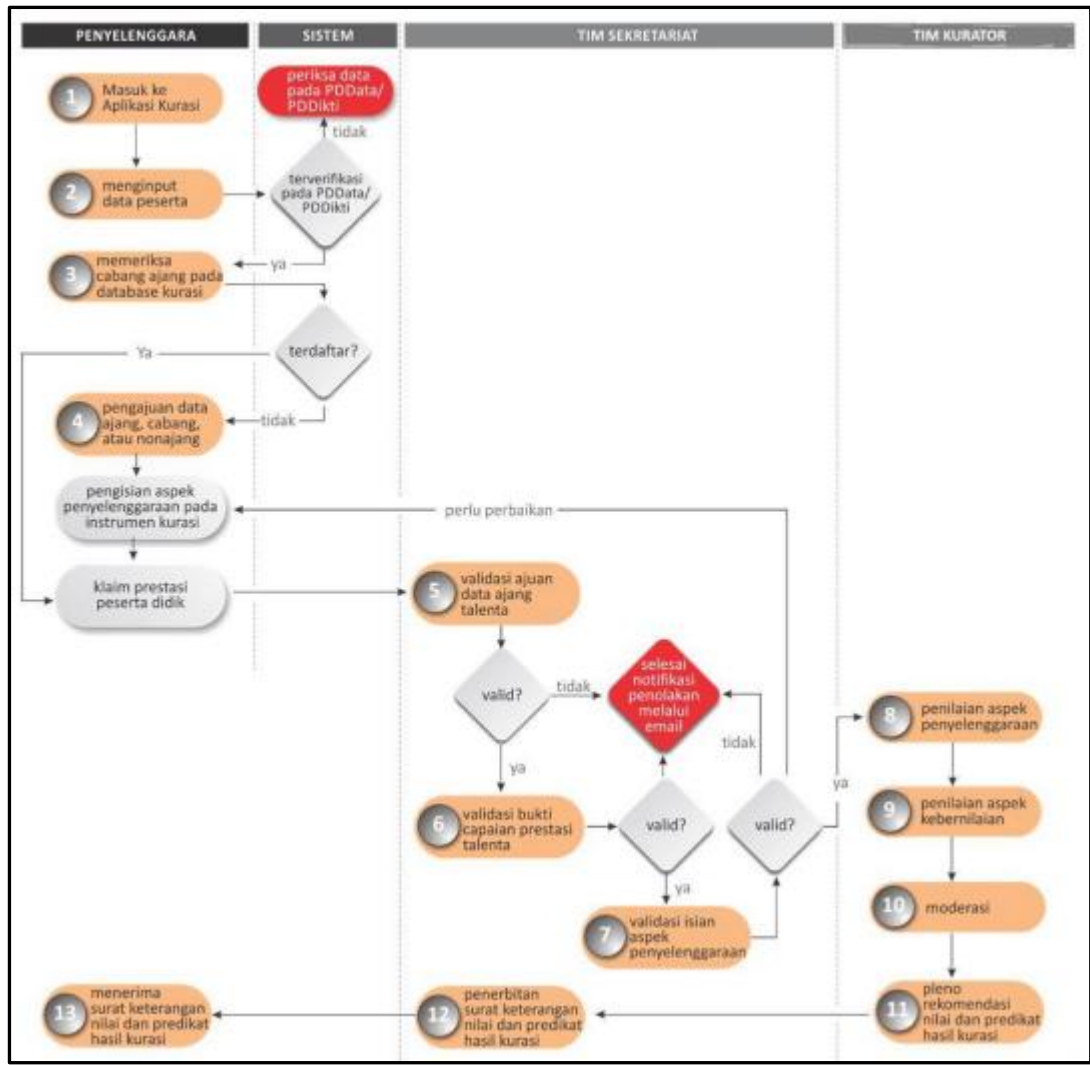 PENYELENGGARA
SISTEM
TIM SEKRETARIAT
TIM KURATOR
1
Masuk ke
Aplikasi Kurasi
periksa data
pada PDData/
PDDikti
tidak
2
menginput
data peserta
terverifikasi
pada PDData/
PDDikti
ya
3
memeriksa
cabang ajang pada
database kurasi
terdaftar?
Ya
4
pengajuan data
ajang, cabang,
atau nonajang
tidak
pengisian aspek
penyelenggaraan pada
instrumen kurasi
perlu perbaikan
klaim prestasi
peserta didik
5
validasi ajuan
data ajang
talenta
valid?
tidak
selesai
notifikasi
penolakan
melalui
email
tidak
ya
6
validasi bukti
capaian prestasi
talenta
valid?
valid?
ya
ya
7
validasi isian
aspek
penyelenggaraan
8
penilaian aspek
penyelenggaraan
9
penilaian aspek
kebernilaian
10
moderasi
11
pleno
rekomendasi
nilai dan predikat
hasil kurasi
12
penerbitan
surat keterangan
nilai dan predikat
hasil kurasi
13
menerima
surat keterangan
nilai dan predikat
hasil kurasi